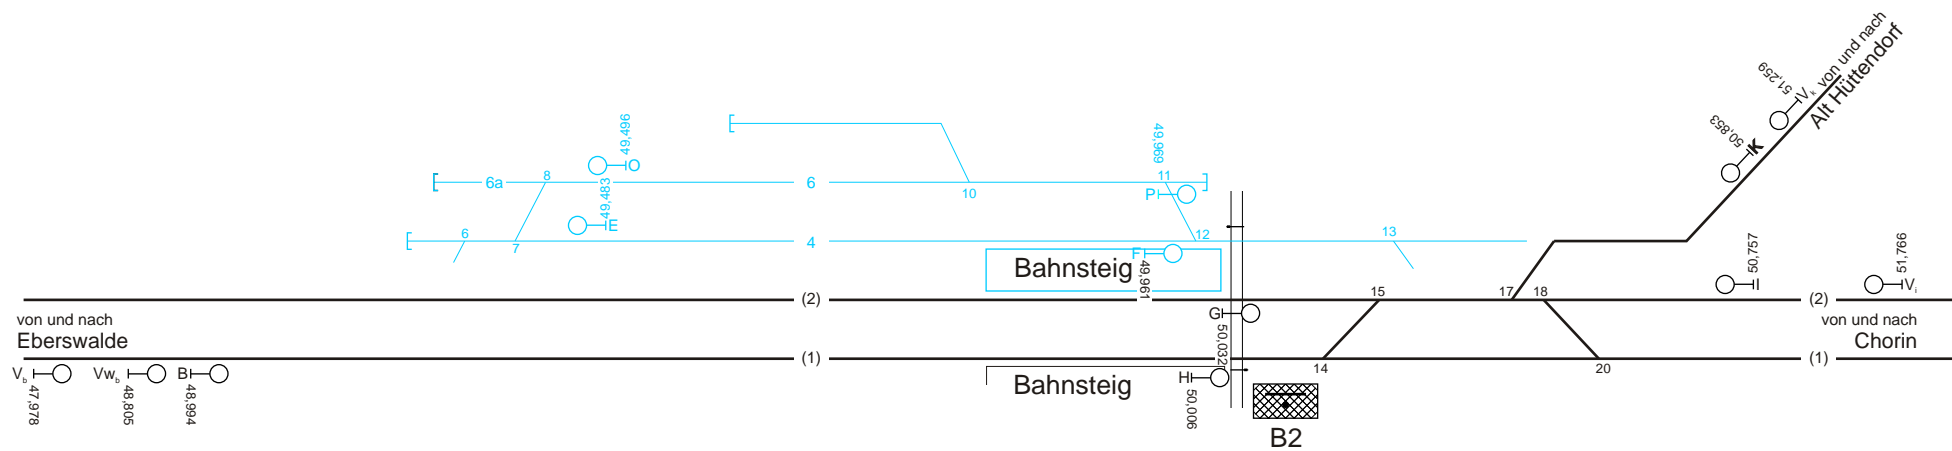 von und nach
Alt Hüttendorf
V k
51,259
K
50,853
49,496
O
49,969
6a
8
6
11
10
P
49,483
E
6
7
4
12
13
F
Bahnsteig
49,961
50,757
I
51,766
V i
15
17
18
(2)
(2)
G
50,032
von und nach
Eberswalde
von und nach
Chorin
(1)
(1)
14
20
V b
47,978
Vw b
48,805
B
48,994
Bahnsteig
H
50,006
B2